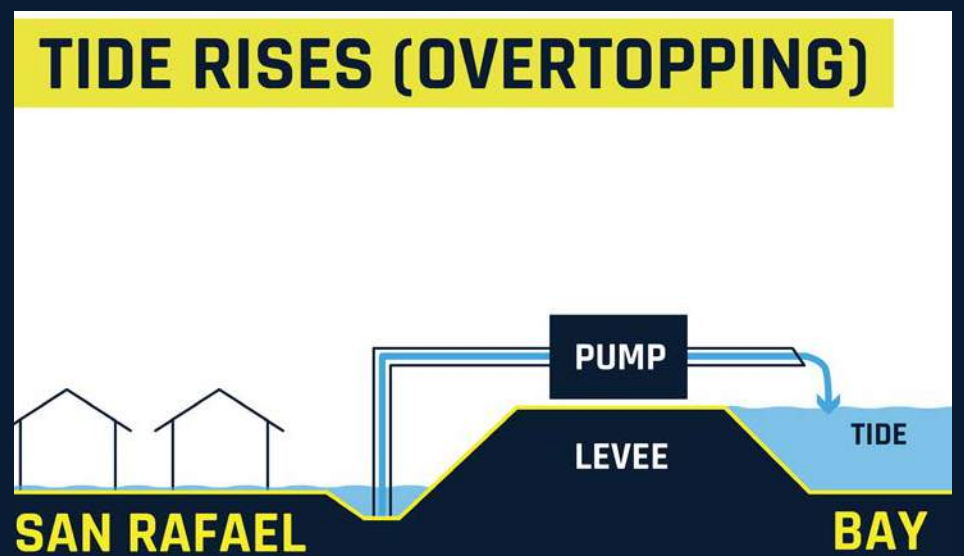 TIDE RISES (OVERTOPPING)
PUMP
LEVEE
TIDE
SAN RAFAEL
BAY